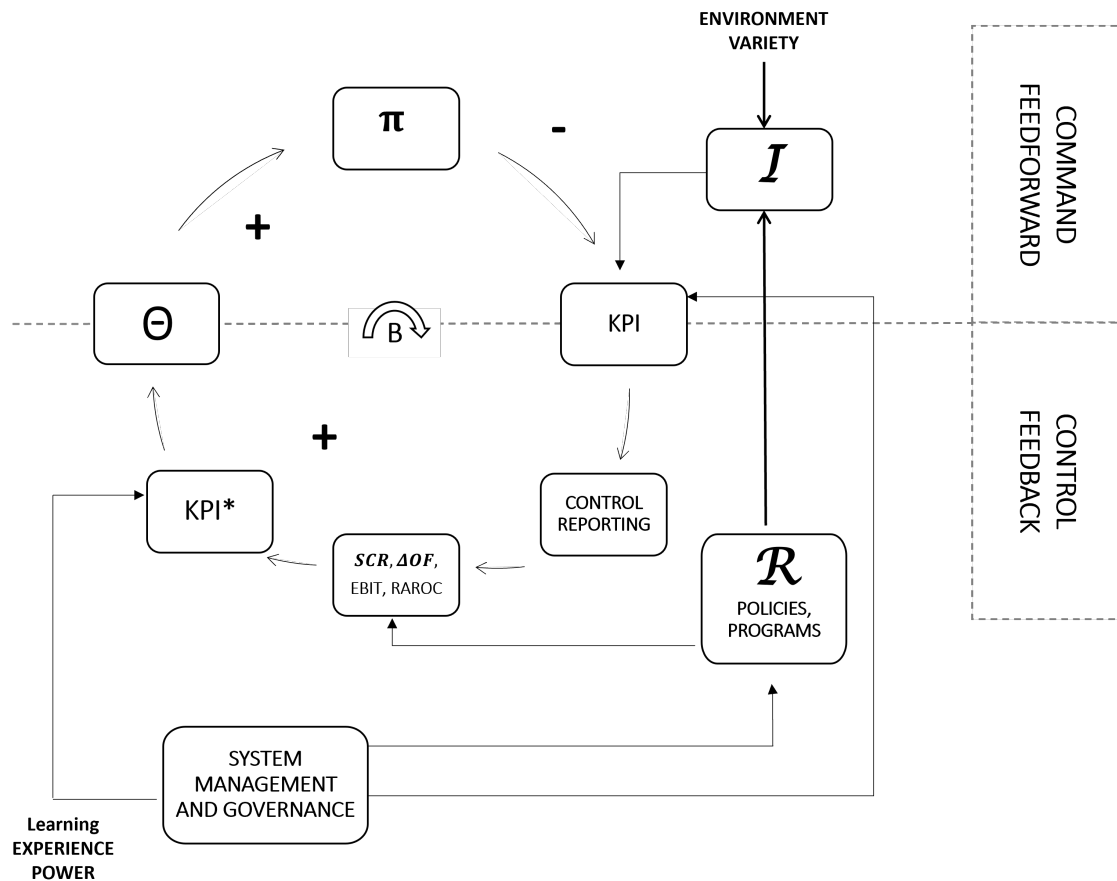 ENVIRONMENT
VARIETY
π
-
𝓘
COMMAND
FEEDFORWARD
+
Θ
B
KPI
+
CONTROL
FEEDBACK
KPI*
CONTROL
REPORTING
SCR, ΔOF,
EBIT, RAROC
𝓡
POLICIES,
PROGRAMS
SYSTEM
MANAGEMENT
AND GOVERNANCE
Learning
EXPERIENCE
POWER